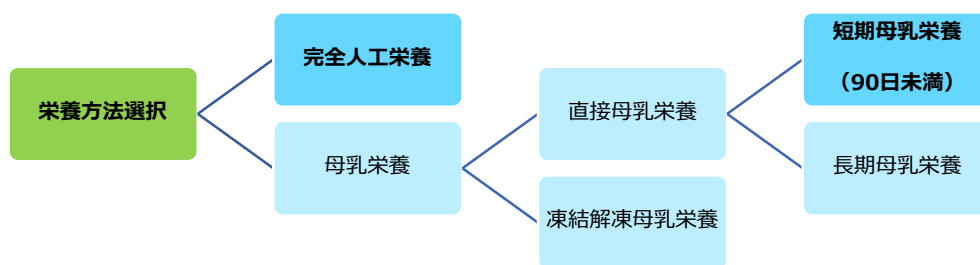 栄養方法選択
完全人工栄養
母乳栄養
直接母乳栄養
凍結解凍母乳栄養
短期母乳栄養
（90日未満）
長期母乳栄養